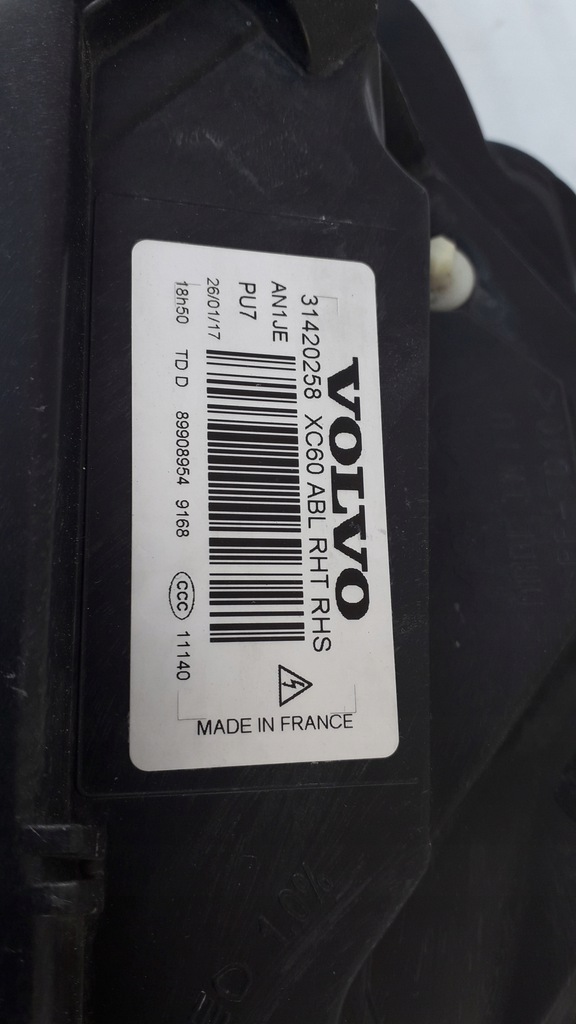 VOLVO
31420258 XC60 ABL RHT RHS
AN1JE
PU7
26/01/17
18h50 TD D 89908954 9168 CCC 11140
MADE IN FRANCE
10%